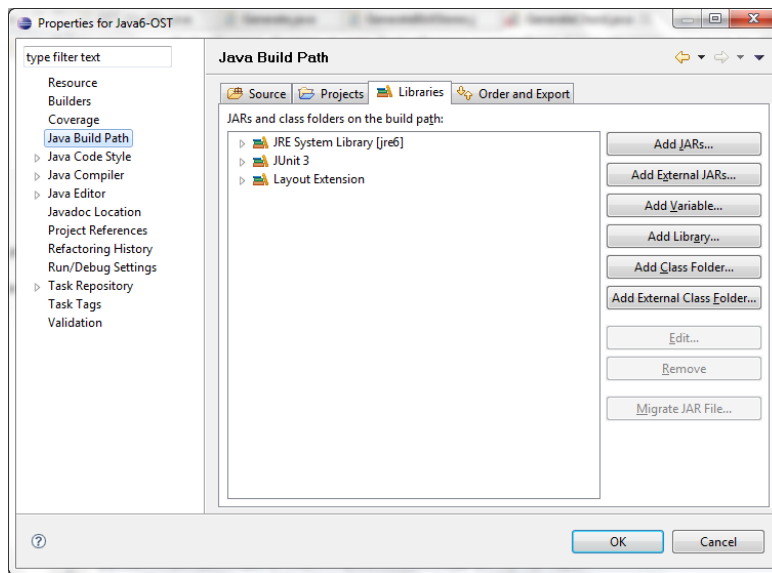 Properties for Java6-OST
type filter text
Resource
Builders
Coverage
Java Build Path
Java Code Style
Java Compiler
Java Editor
Javadoc Location
Project References
Refactoring History
Run/Debug Settings
Task Repository
Task Tags
Validation
Java Build Path
Source Projects Libraries Order and Export
JARs and class folders on the build path:
JRE System Library [jre6]
JUnit 3
Layout Extension
Add JARs...
Add External JARs...
Add Variable...
Add Library...
Add Class Folder...
Add External Class Folder...
Edit...
Remove
Migrate JAR File...
OK Cancel